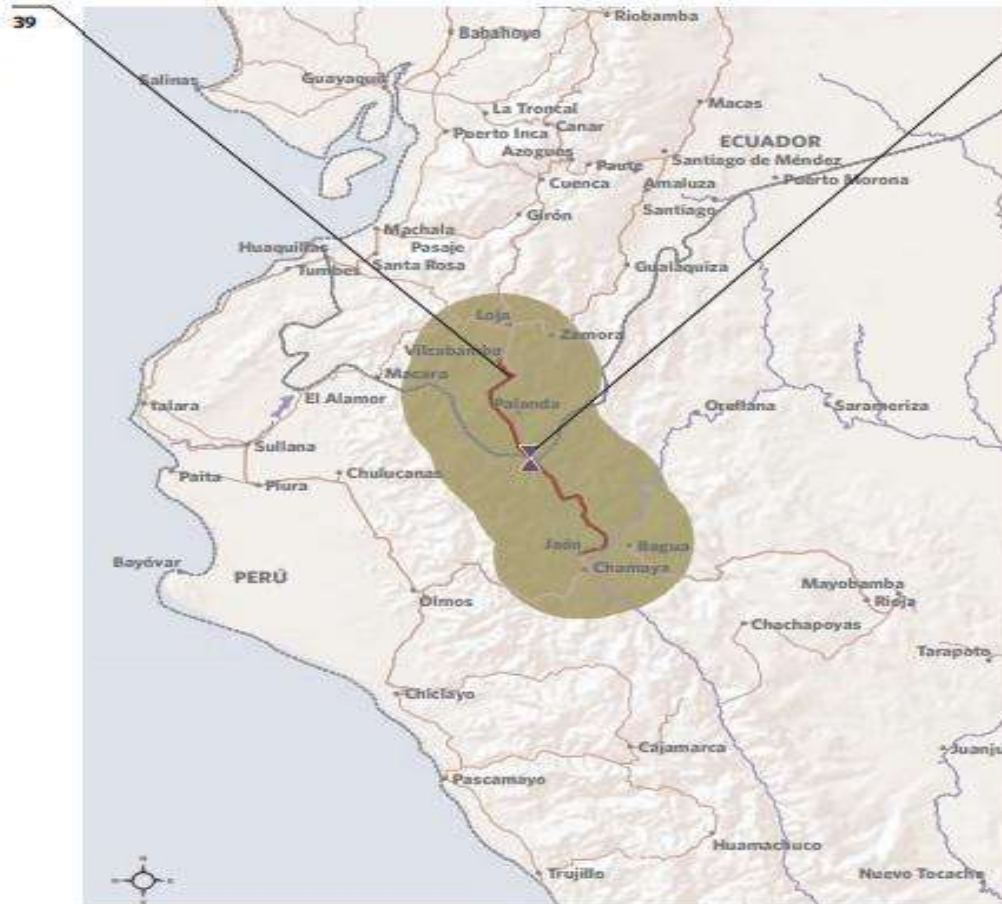 Riobamba
39
Babahoyo
Salinas
Guayaquil
Macas
La Troncal
Canar
Puerto Inca
Azogues
ECUADOR
Paute
Santiago de Méndez
Cuenca
Amaluza
Puerto Morona
Santiago
Girón
Machala
Huaquillas
Pasaje
Santa Rosa
Tumbes
Gualaquiza
Loja
Zamora
Vilcabamba
Macara
El Alamor
Palanda
talara
Orellana
Sarameriza
Sullana
Paita
Piura
Chulucanas
Jaén
Bagua
Bayóvar
Chamaya
PERÚ
Mayobamba
Olmos
Rioja
Chachapoyas
Tarapoto
Chiclayo
Cajamarca
Juanju
Pascamayo
Huamachuco
Trujillo
Nuevo Tocache